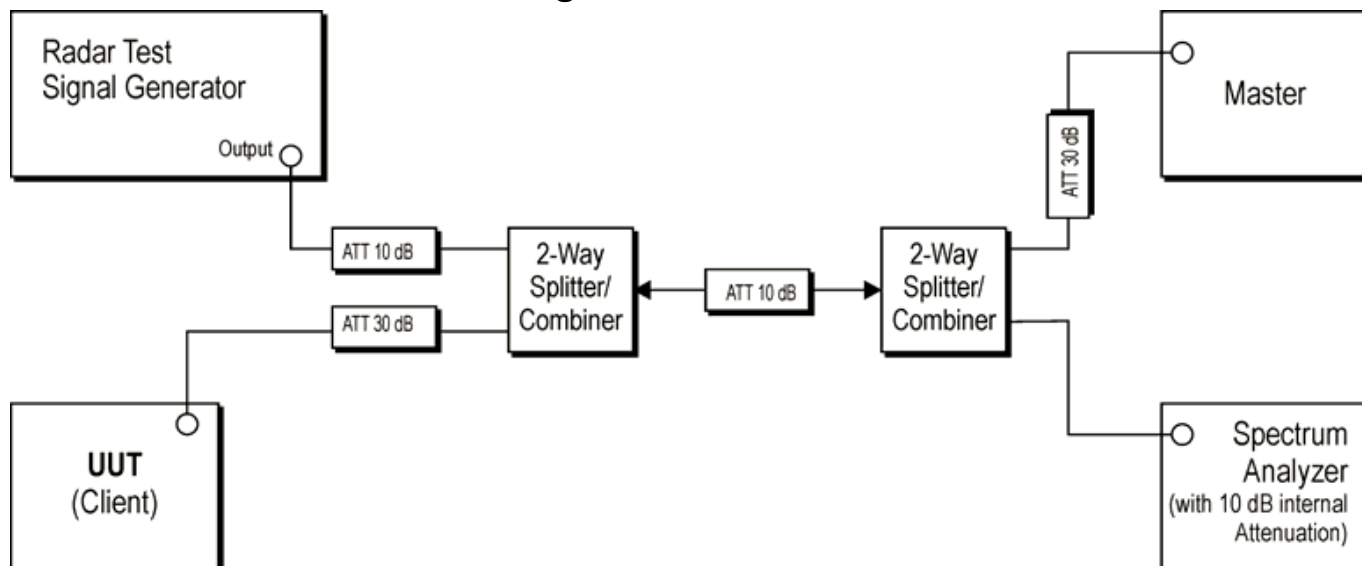 Radar Test
Signal Generator
Output
ATT 10 dB
ATT 30 dB
UUT
(Client)
2-Way
Splitter/
Combiner
ATT 10 dB
2-Way
Splitter/
Combiner
ATT 30 dB
Master
Spectrum
Analyzer
(with 10 dB internal
Attenuation)